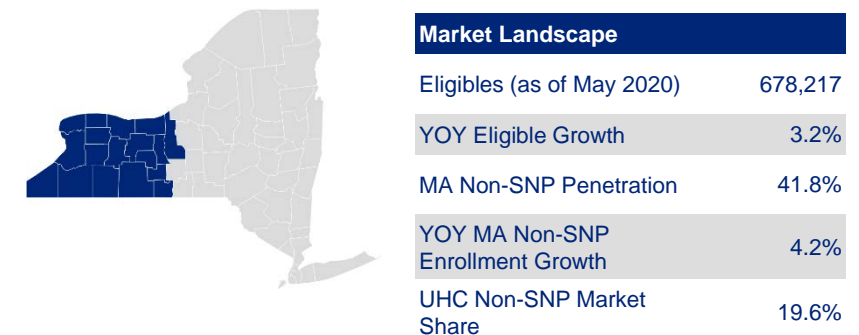 Market Landscape
Eligibles (as of May 2020) 678,217
YOY Eligible Growth 3.2%
MA Non-SNP Penetration 41.8%
YOY MA Non-SNP
Enrollment Growth 4.2%
UHC Non-SNP Market
Share 19.6%